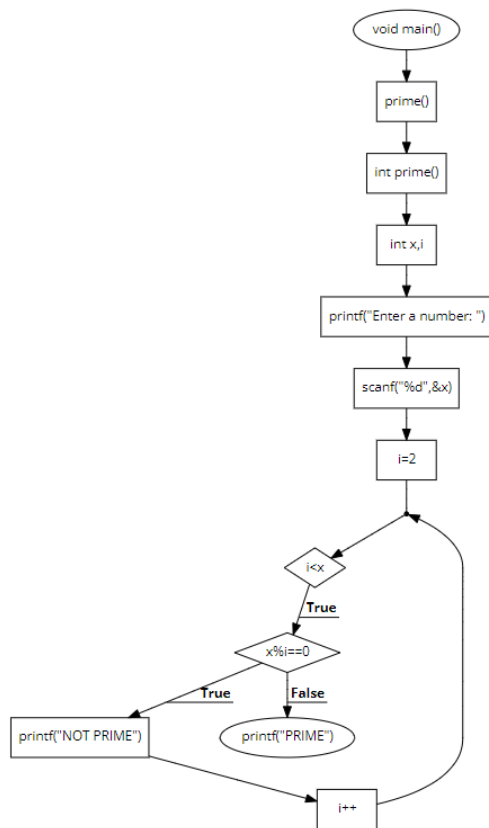 void main()
prime()
int prime()
int x,i
printf("Enter a number: ")
scanf("%d",&x)
i=2
i<x
True
x%i==0
True
False
printf("NOT PRIME")
printf("PRIME")
i++